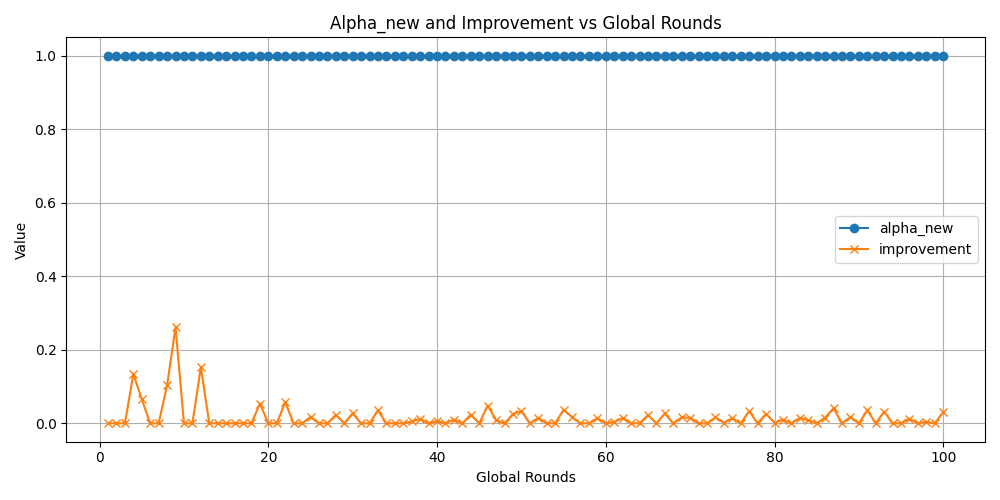 Alpha_new and Improvement vs Global Rounds
1.0
0.8
0.6
0.4
0.2
0.0
Value
alpha_new
improvement
0 20 40 60 80 100
Global Rounds